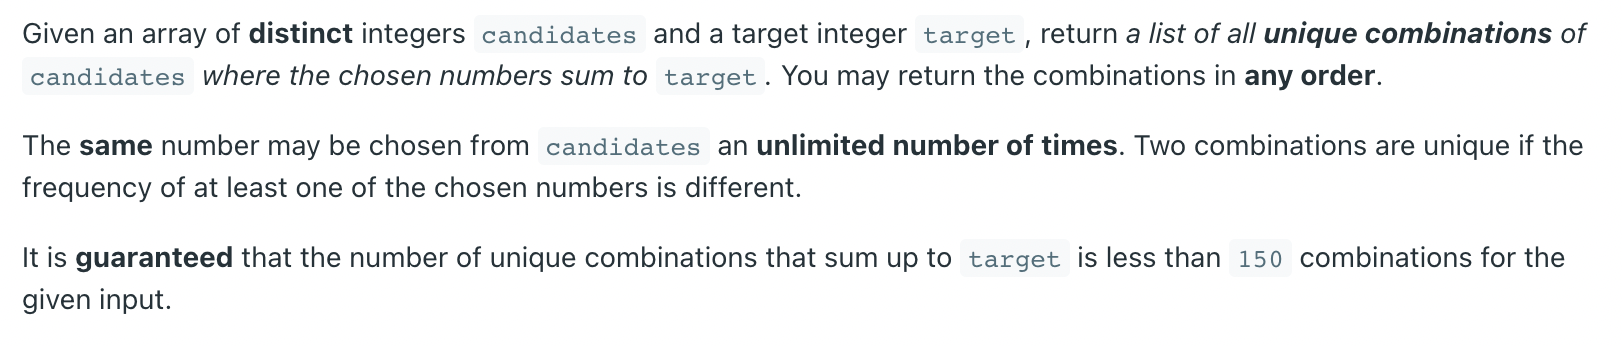 Given an array of distinct integers candidates and a target integer target, return a list of all unique combinations of
candidates where the chosen numbers sum to target. You may return the combinations in any order.
The same number may be chosen from candidates an unlimited number of times. Two combinations are unique if the
frequency of at least one of the chosen numbers is different.
It is guaranteed that the number of unique combinations that sum up to target is less than 150 combinations for the
given input.